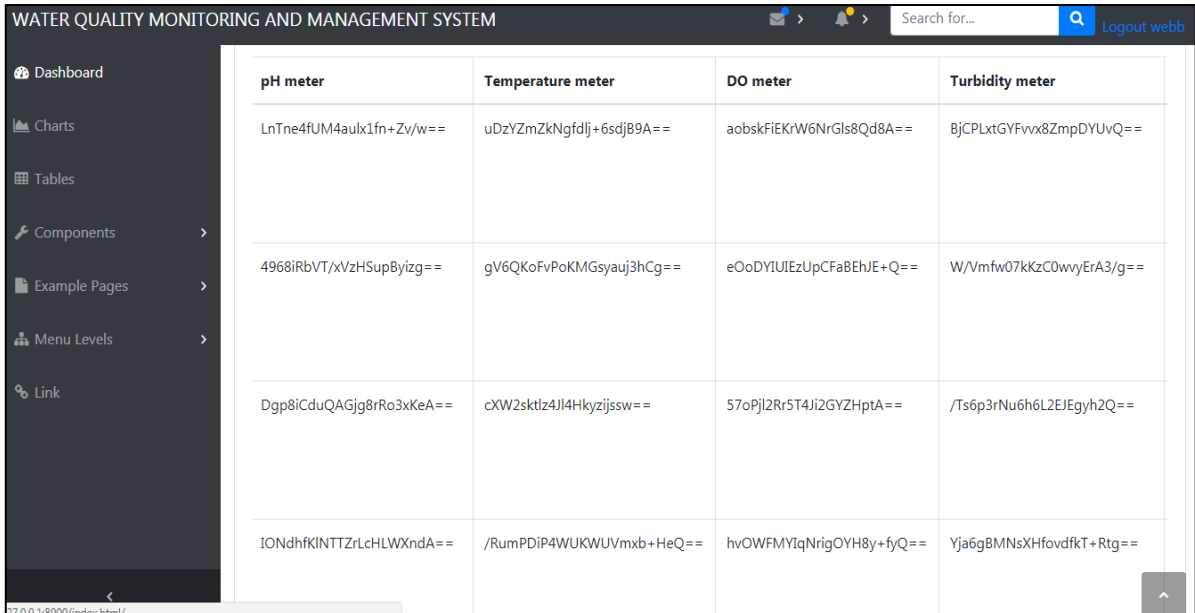 WATER QUALITY MONITORING AND MANAGEMENT SYSTEM
Search for...
Logout webb
Dashboard
Charts
Tables
Components
Example Pages
Menu Levels
Link
pH meter Temperature meter DO meter Turbidity meter
LnTne4fUM4aulx1fn+Zv/w== uDzYZmZkNgfdlj+6sdjB9A== aobskFiEKrW6NrGls8Qd8A== BjCPLxtGYFvvx8ZmpDYUvQ==
4968iRbVT/xVzHSupByizg== gV6QKoFvPoKMGsyauj3hCg== eOoDYIUIEzUpCFaBEhJE+Q== W/Vmfw07kKzC0wvyErA3/g==
Dgp8iCduQAGjg8rRo3xKeA== cXW2sktlz4Jl4Hkyzijssw== 57oPjl2Rr5T4Ji2GYZHptA== /Ts6p3rNu6h6L2EJEgyh2Q==
IONdhfKlNTTZrLcHLWXndA== /RumPDiP4WUKWUVmxb+HeQ== hvOWFMYIqNrigOYH8y+fyQ== Yja6gBMNsXHfovdfkT+Rtg==